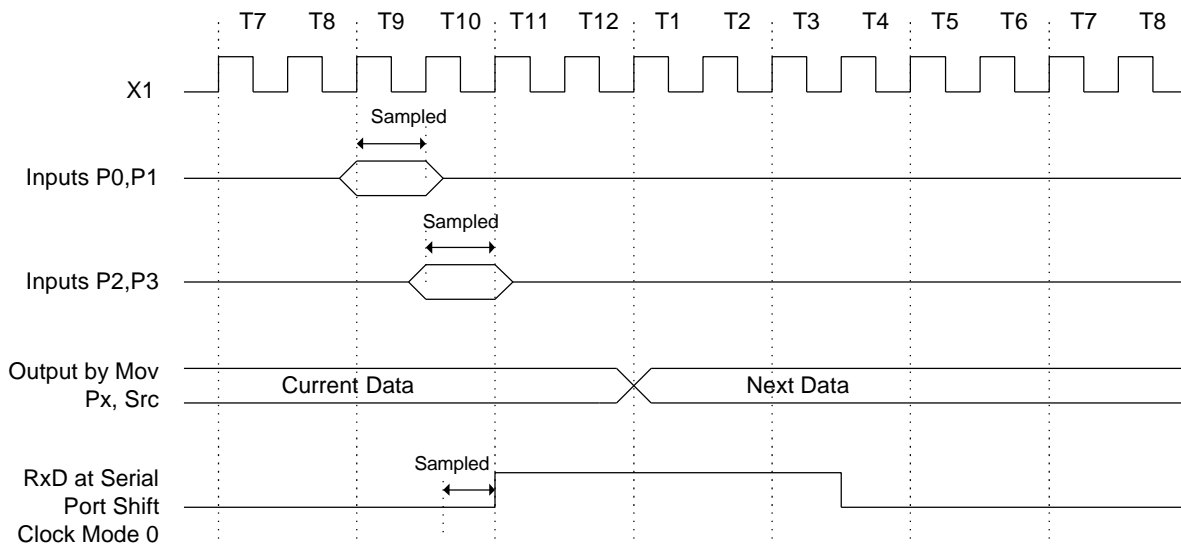 T7 T8 T9 T10 T11 T12 T1 T2 T3 T4 T5 T6 T7 T8
X1
Sampled
Inputs P0,P1
Sampled
Inputs P2,P3
Output by Mov
Px, Src
Current Data
Next Data
Sampled
RxD at Serial
Port Shift
Clock Mode 0